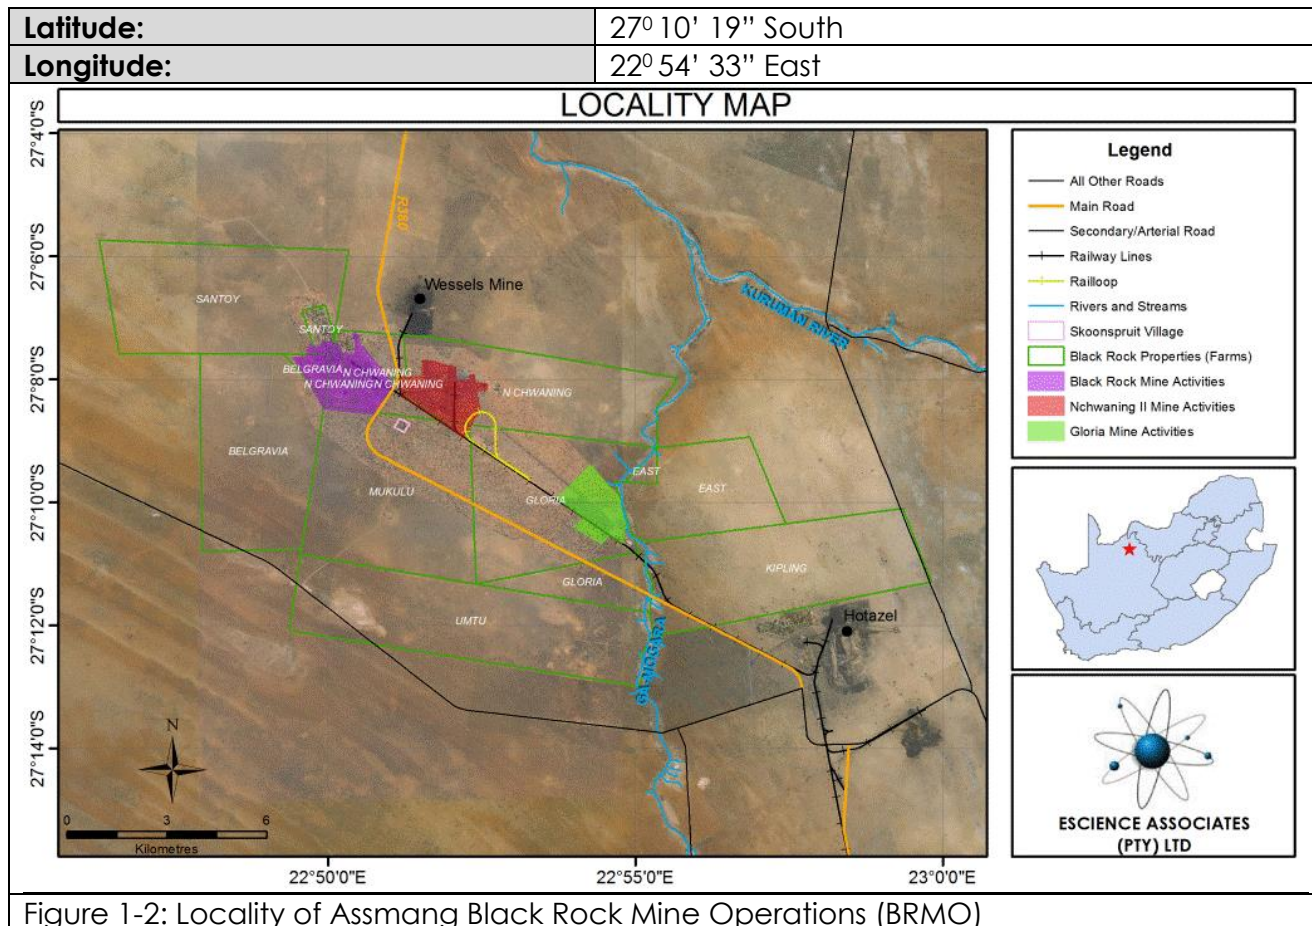 Latitude: 27⁰ 10’ 19” South
Longitude: 22⁰ 54’ 33” East
LOCALITY MAP
27°4'0"S
27°6'0"S
27°8'0"S
27°10'0"S
27°12'0"S
27°14'0"S
R380
Wessels Mine
KURUMAN RIVER
SANTOY
SANTOY
BELGRAVIA
N CHWANING
N CHWANING
N CHWANING
N CHWANING
BELGRAVIA
MUKULU
GLORIA
EAST
EAST
KIPLING
GLORIA
UMTU
Hotazel
GA-MOGARA
N
0 3 6
Kilometres
22°50'0"E
22°55'0"E
23°0'0"E
Legend
All Other Roads
Main Road
Secondary/Arterial Road
Railway Lines
Railloop
Rivers and Streams
Skoonspruit Village
Black Rock Properties (Farms)
Black Rock Mine Activities
Nchwaning II Mine Activities
Gloria Mine Activities
ESCIENCE ASSOCIATES
(PTY) LTD
Figure 1-2: Locality of Assmang Black Rock Mine Operations (BRMO)